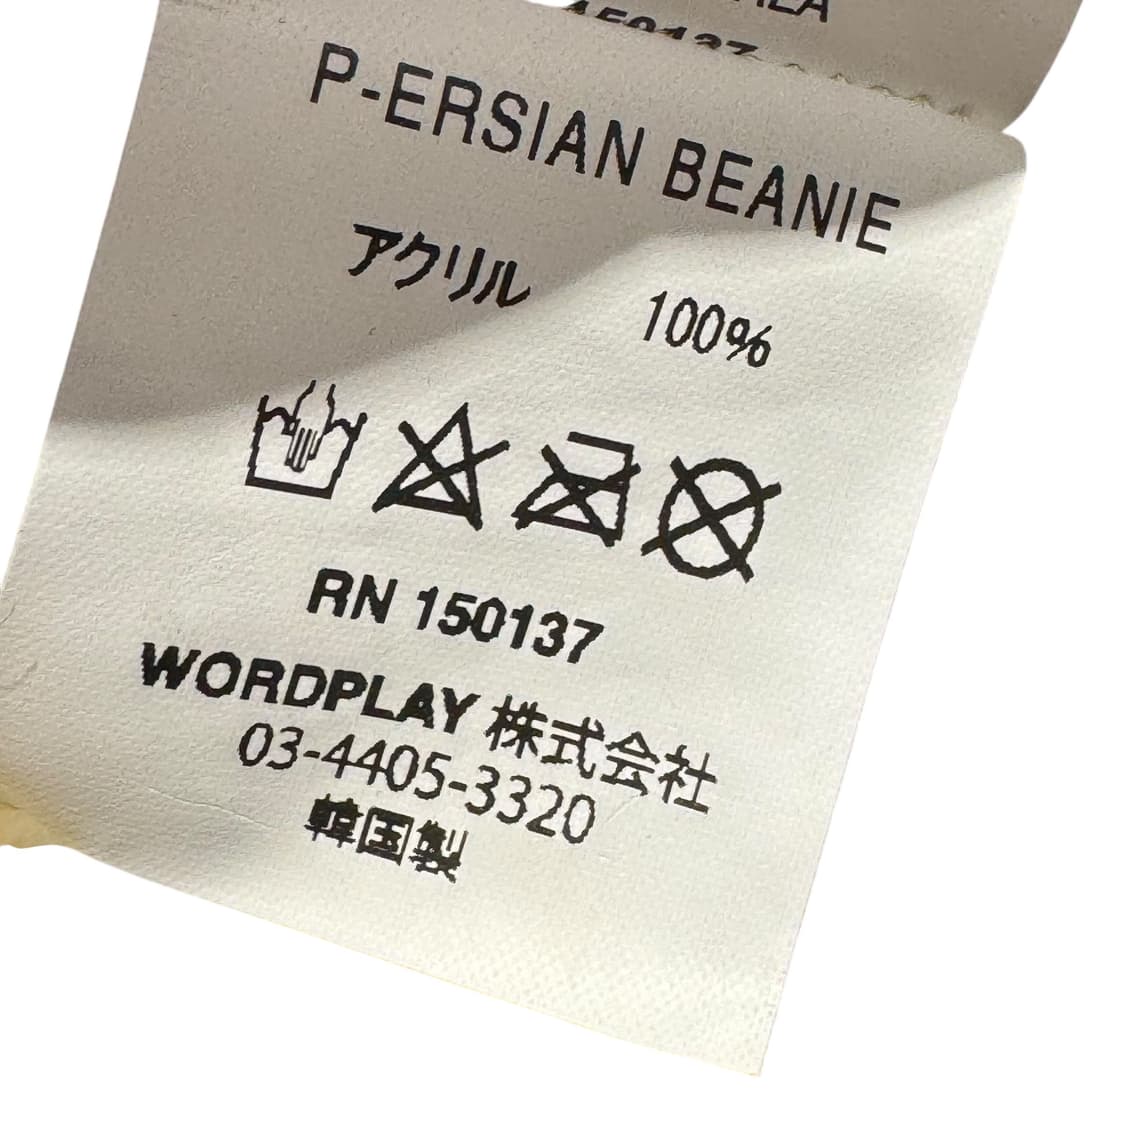 150137
P-ERSIAN BEANIE
アクリル 100%
RN 150137
WORDPLAY 株式会社
03-4405-3320
韓国製